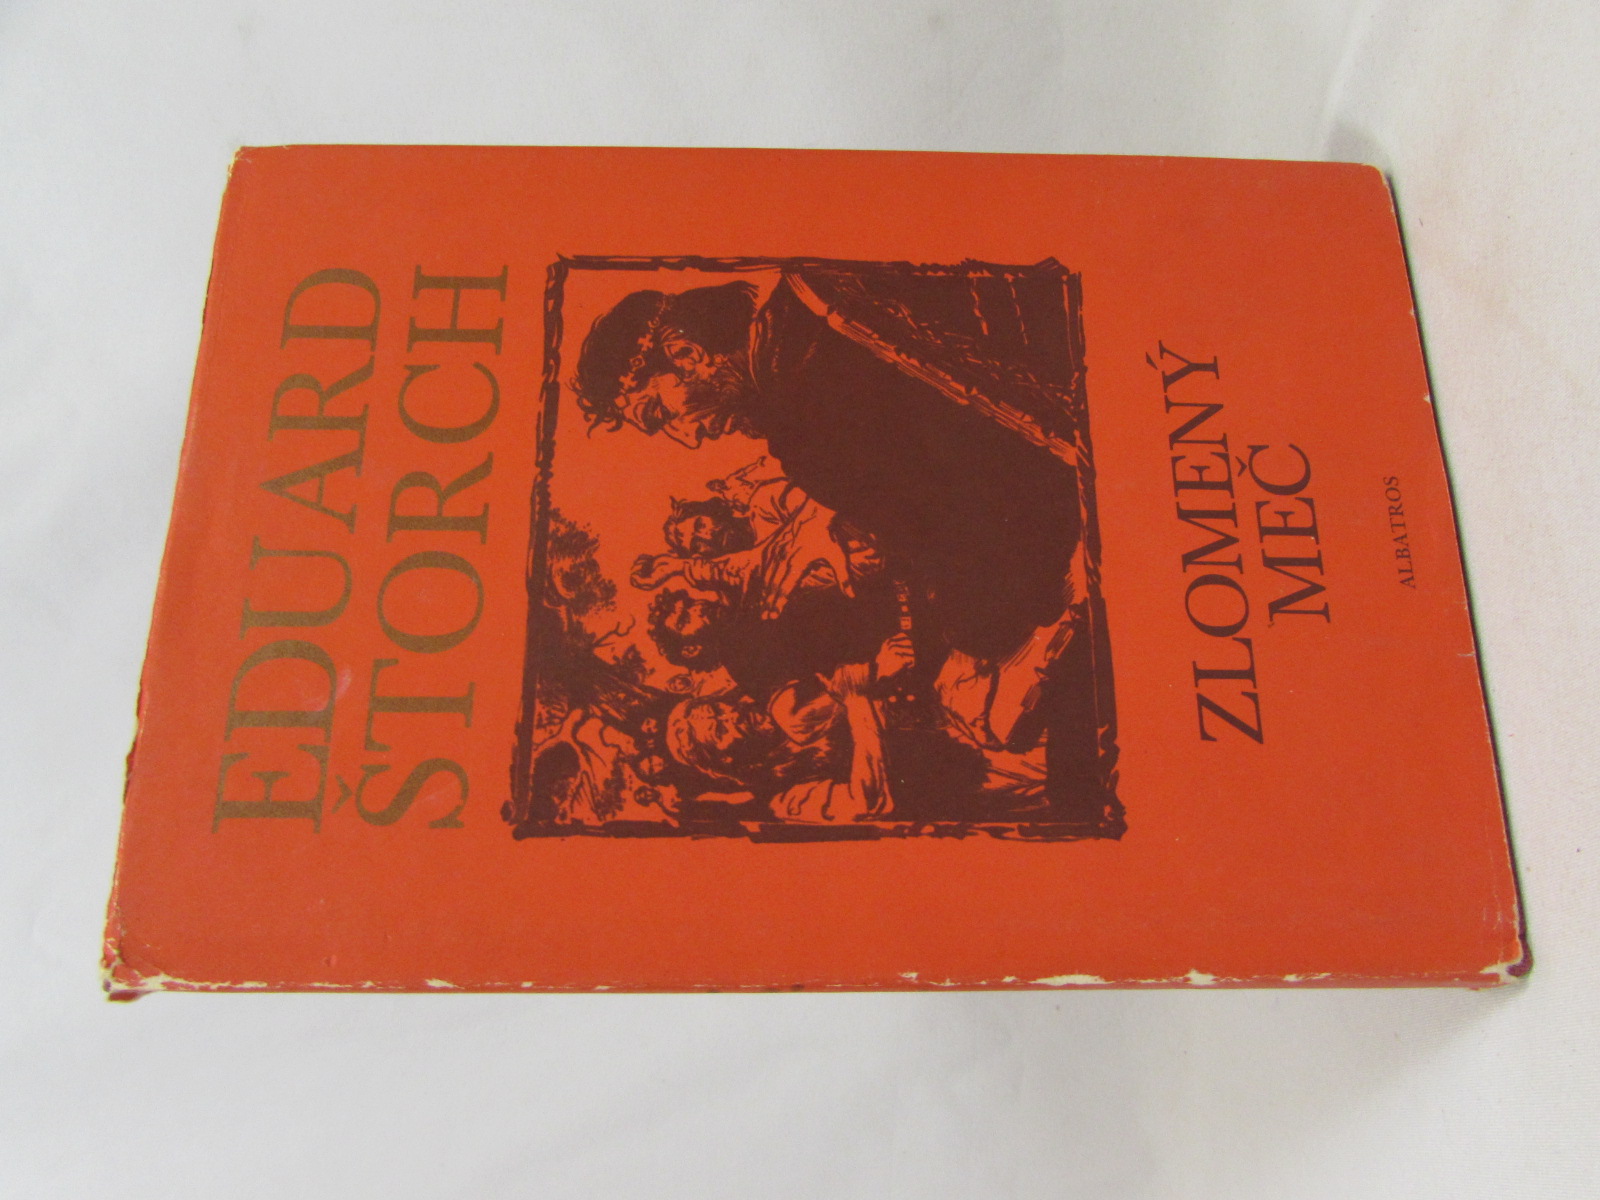 EDUARD
ŠTORCH
ZLOMENÝ
MEČ
ALBATROS